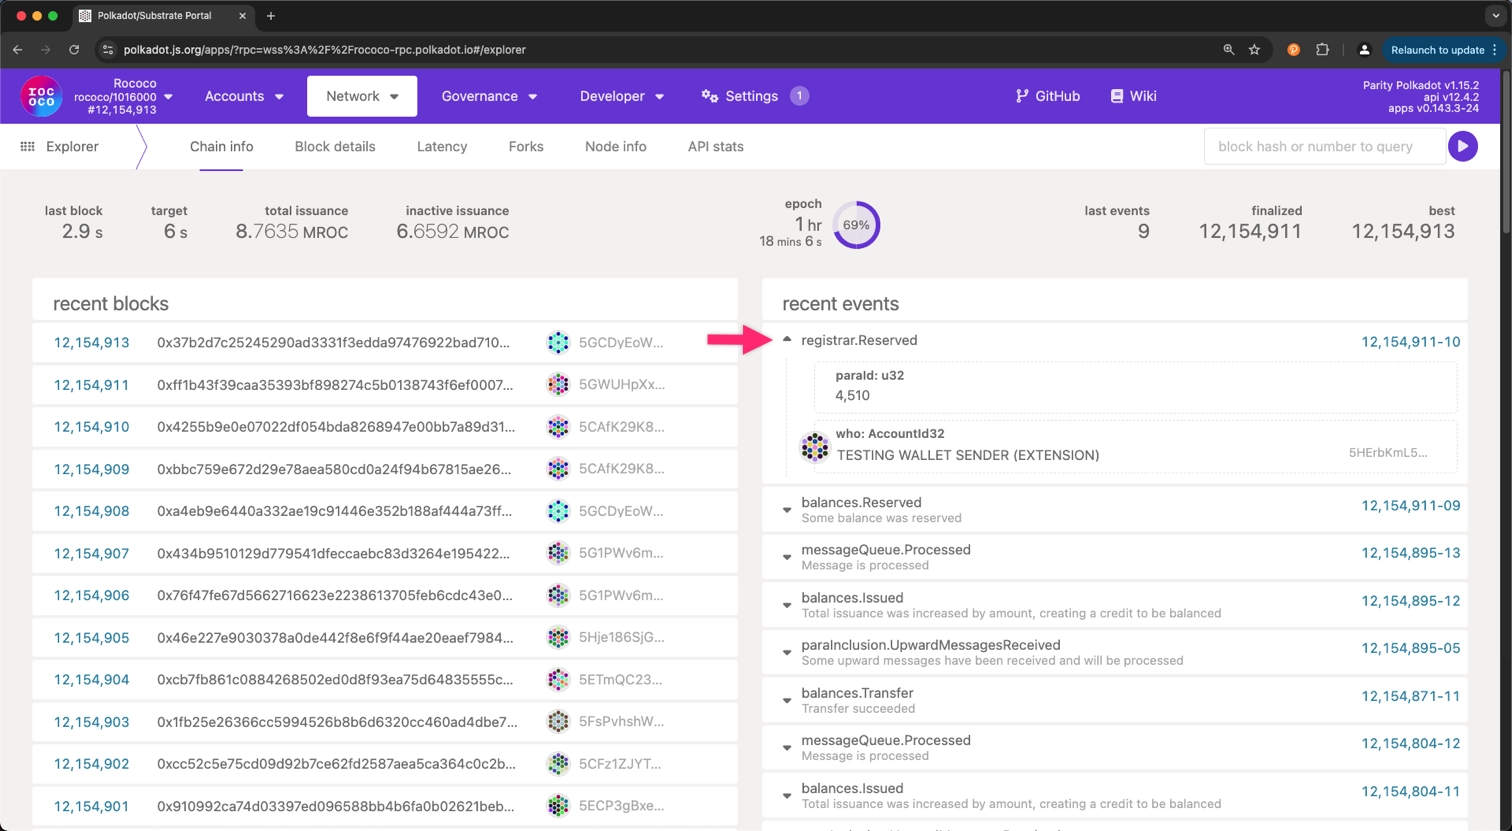 Polkadot/Substrate Portal
polkadot.js.org/apps/?rpc=wss%3A%2F%2Frococo-rpc.polkadot.io#/explorer
Relaunch to update
ROC
OCO
Rococo
rococo/1016000
#12,154,913
Accounts
Network
Governance
Developer
Settings
1
GitHub
Wiki
Parity Polkadot v1.15.2
api v12.4.2
apps v0.143.3-24
Explorer
Chain info
Block details
Latency
Forks
Node info
API stats
block hash or number to query
last block
2.9 s
target
6 s
total issuance
8.7635 MROC
inactive issuance
6.6592 MROC
epoch
1 hr
18 mins 6 s
69%
last events
9
finalized
12,154,911
best
12,154,913
recent blocks
12,154,913 0x37b2d7c25245290ad3331f3edda97476922bad710... 5GCDyEoW...
12,154,911 0xff1b43f39caa35393bf898274c5b0138743f6ef0007... 5GWUHpXx...
12,154,910 0x4255b9e0e07022df054bda8268947e00bb7a89d31... 5CAfK29K8...
12,154,909 0xbbc759e672d29e78aea580cd0a24f94b67815ae26... 5CAfK29K8...
12,154,908 0xa4eb9e6440a332ae19c91446e352b188af444a73ff... 5GCDyEoW...
12,154,907 0x434b9510129d779541dfeccaebc83d3264e195422... 5G1PWv6m...
12,154,906 0x76f47fe67d5662716623e2238613705feb6cdc43e0... 5G1PWv6m...
12,154,905 0x46e227e9030378a0de442f8e6f9f44ae20eaef7984... 5Hje186SjG...
12,154,904 0xcb7fb861c0884268502ed0d8f93ea75d64835555c... 5ETmQC23...
12,154,903 0x1fb25e26366cc5994526b8b6d6320cc460ad4dbe7... 5FsPvhshW...
12,154,902 0xcc52c5e75cd09d92b7ce62fd2587aea5ca364c0c2b... 5CFz1ZJYT...
12,154,901 0x910992ca74d03397ed096588bb4b6fa0b02621beb... 5ECP3gBxe...
recent events
registrar.Reserved 12,154,911-10
paraId: u32
4,510
who: AccountId32
TESTING WALLET SENDER (EXTENSION) 5HErbKmL5...
balances.Reserved 12,154,911-09
Some balance was reserved
messageQueue.Processed 12,154,895-13
Message is processed
balances.Issued 12,154,895-12
Total issuance was increased by amount, creating a credit to be balanced
paraInclusion.UpwardMessagesReceived 12,154,895-05
Some upward messages have been received and will be processed
balances.Transfer 12,154,871-11
Transfer succeeded
messageQueue.Processed 12,154,804-12
Message is processed
balances.Issued 12,154,804-11
Total issuance was increased by amount, creating a credit to be balanced